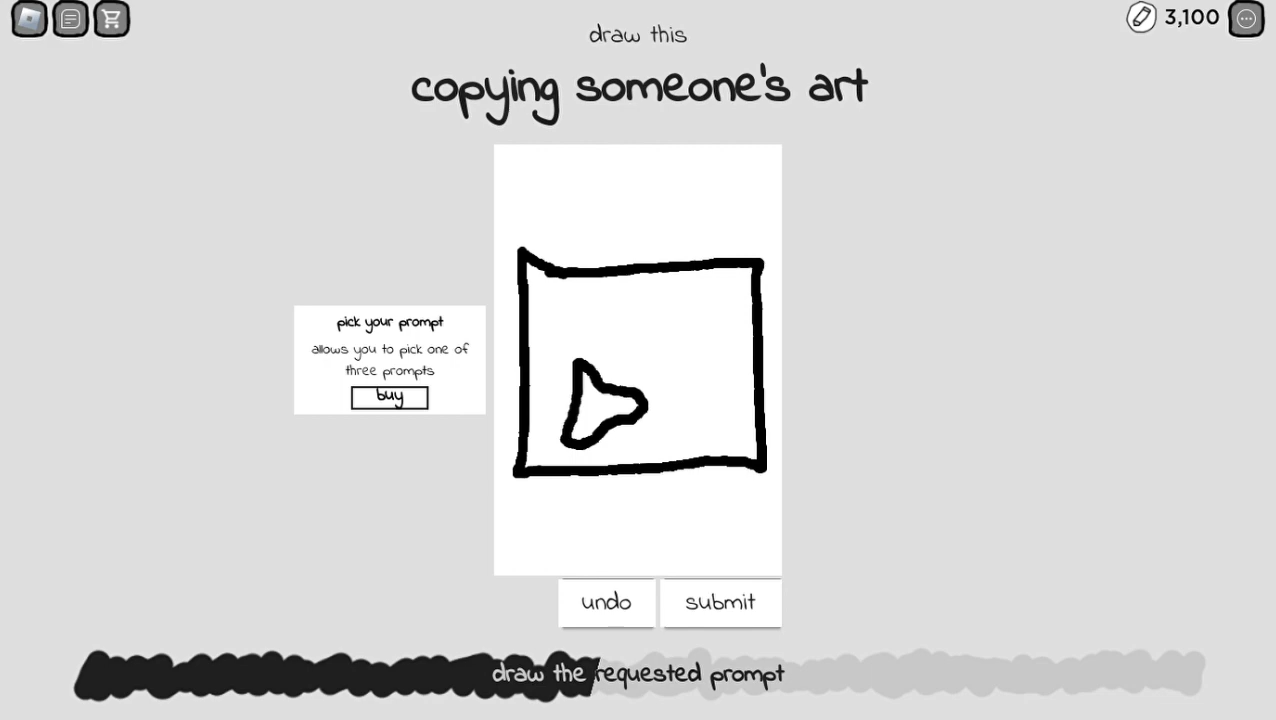 3,100
draw this
copying someone's art
pick your prompt
allows you to pick one of
three prompts
buy
undo
submit
draw the requested prompt